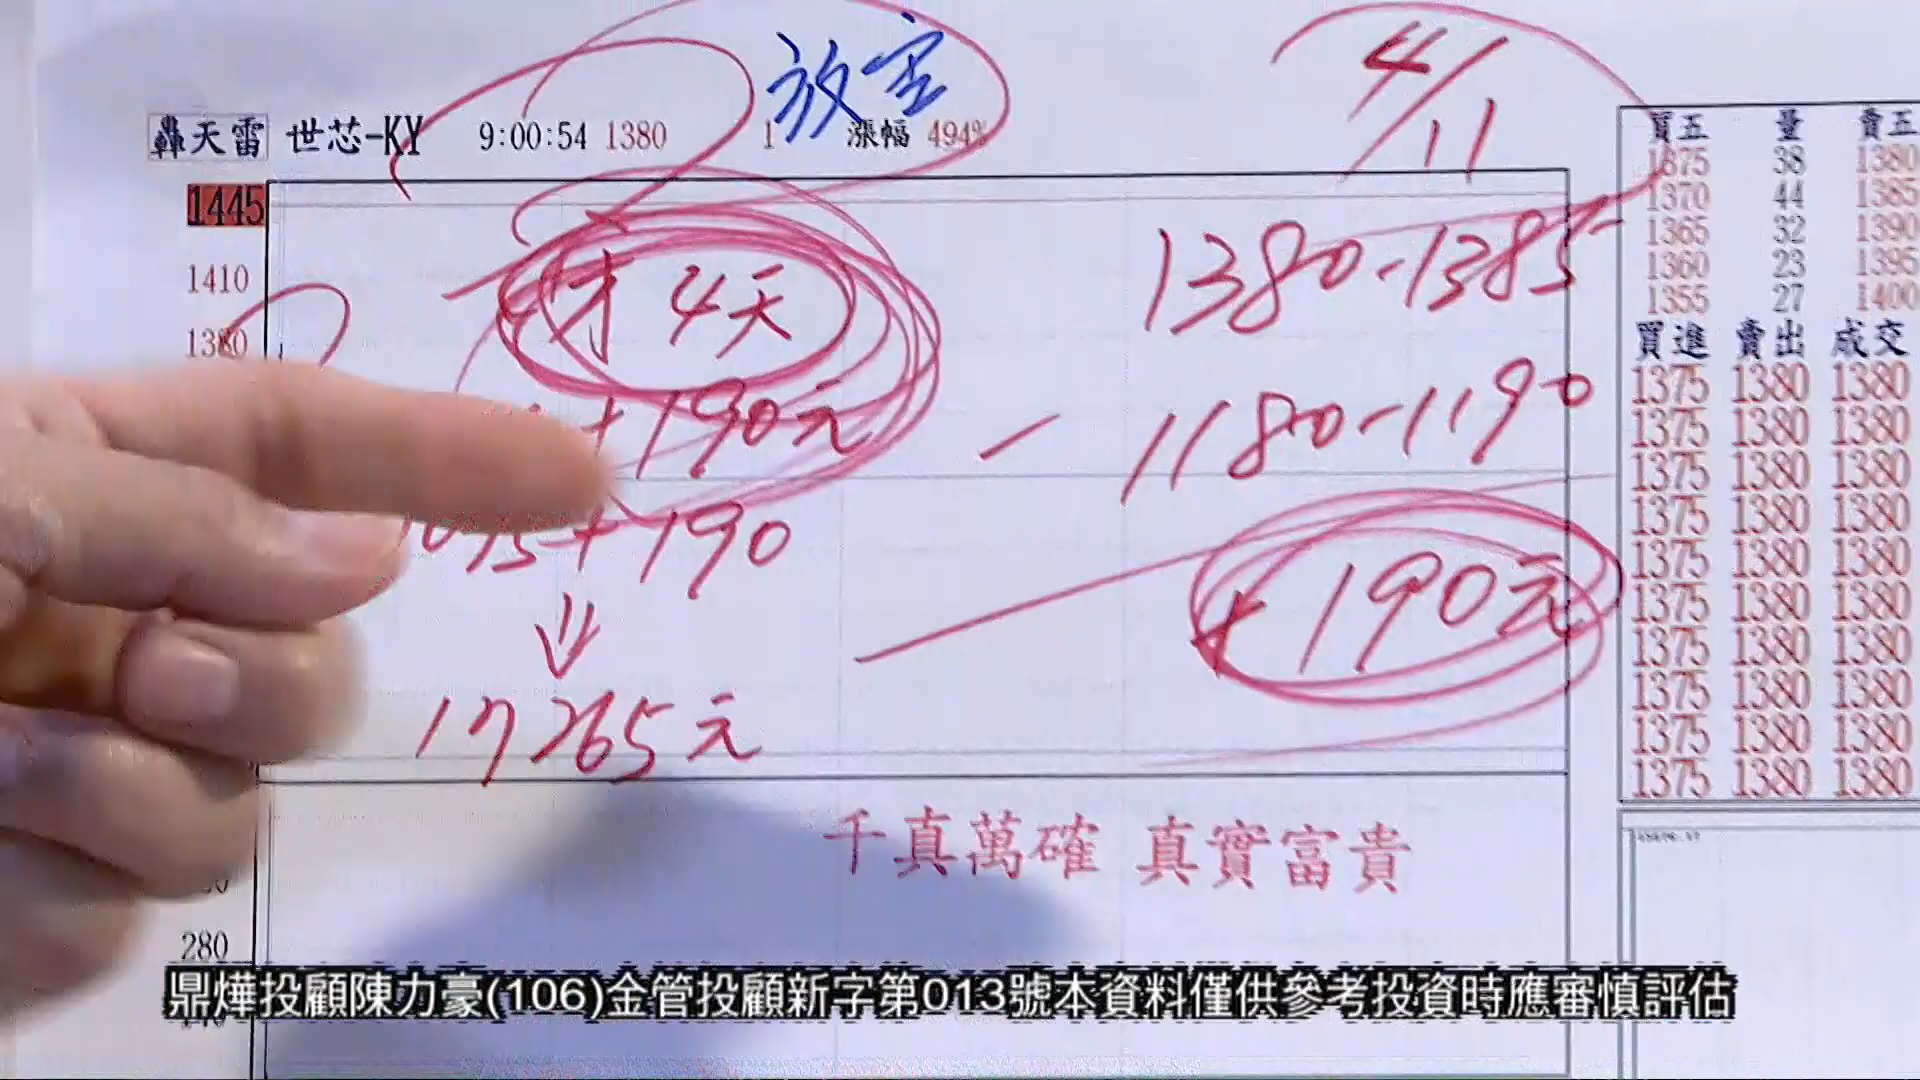 放空
4/11
轟天雷 世芯-KY 9:00:54 1380 1 漲幅 494%
1445
1410
1380
才 4天
+190元
+190
17265元
1380-1385
- 1180-1190
+190元
買五 量 賣五
1375 38 1380
1370 44 1385
1365 32 1390
1360 23 1395
1355 27 1400
買進 賣出 成交
1375 1380 1380
1375 1380 1380
1375 1380 1380
1375 1380 1380
1375 1380 1380
1375 1380 1380
1375 1380 1380
1375 1380 1380
1375 1380 1380
1375 1380 1380
千真萬確 真實富貴
280
鼎燁投顧陳力豪(106)金管投顧新字第013號本資料僅供參考投資時應審慎評估